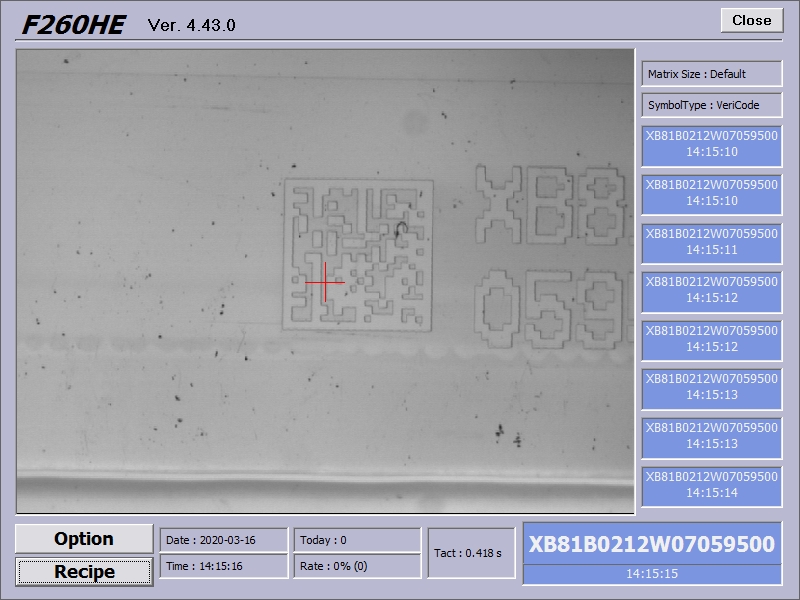 F260HE Ver. 4.43.0
Close
XB8
059
Matrix Size : Default
SymbolType : VeriCode
XB81B0212W07059500
14:15:10
XB81B0212W07059500
14:15:10
XB81B0212W07059500
14:15:11
XB81B0212W07059500
14:15:12
XB81B0212W07059500
14:15:12
XB81B0212W07059500
14:15:13
XB81B0212W07059500
14:15:13
XB81B0212W07059500
14:15:14
Option
Recipe
Date : 2020-03-16
Time : 14:15:16
Today : 0
Rate : 0% (0)
Tact : 0.418 s
XB81B0212W07059500
14:15:15